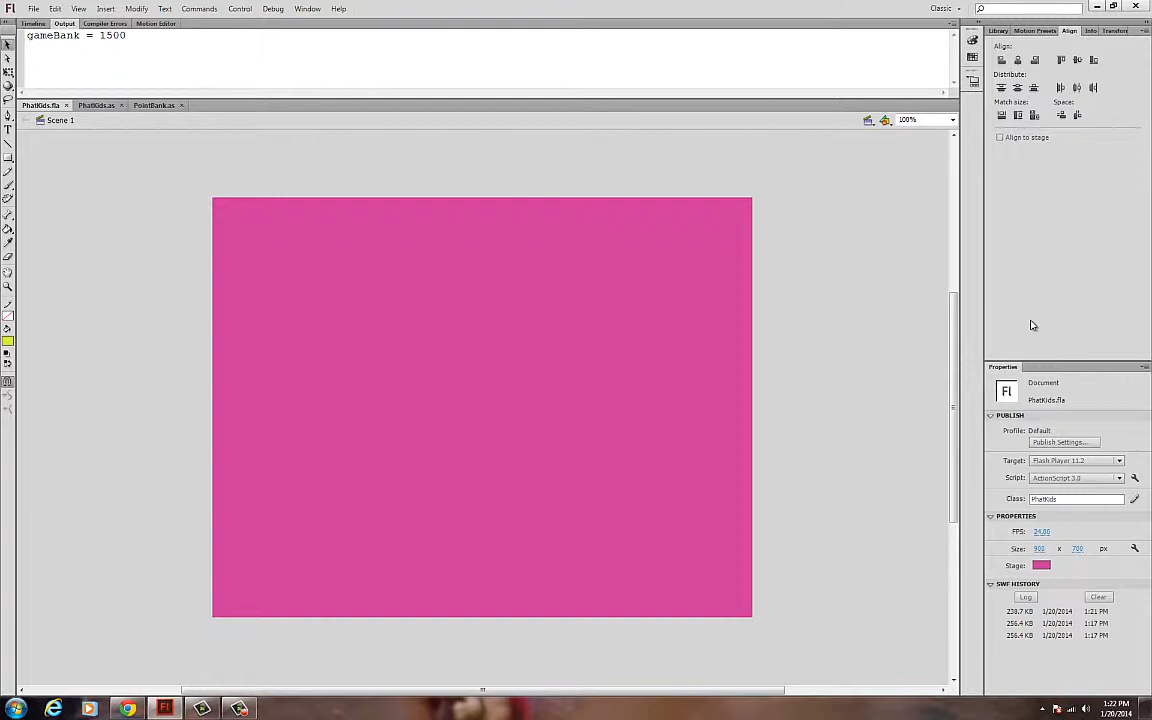 Fl File Edit View Insert Modify Text Commands Control Debug Window Help Classic
Timeline Output Compiler Errors Motion Editor
gameBank = 1500
PhatKids.fla × PhatKids.as × PointBank.as ×
Scene 1 100%
Library Motion Presets Align Info Transform
Align:
Distribute:
Match size: Space:
Align to stage
Properties
Fl Document
PhatKids.fla
PUBLISH
Profile: Default
Publish Settings...
Target: Flash Player 11.2
Script: ActionScript 3.0
Class: PhatKids
PROPERTIES
FPS: 24.00
Size: 900 x 700 px
Stage:
SWF HISTORY
Log Clear
238.7 KB 1/20/2014 1:21 PM
256.4 KB 1/20/2014 1:17 PM
256.4 KB 1/20/2014 1:17 PM
Fl
1:22 PM
1/20/2014